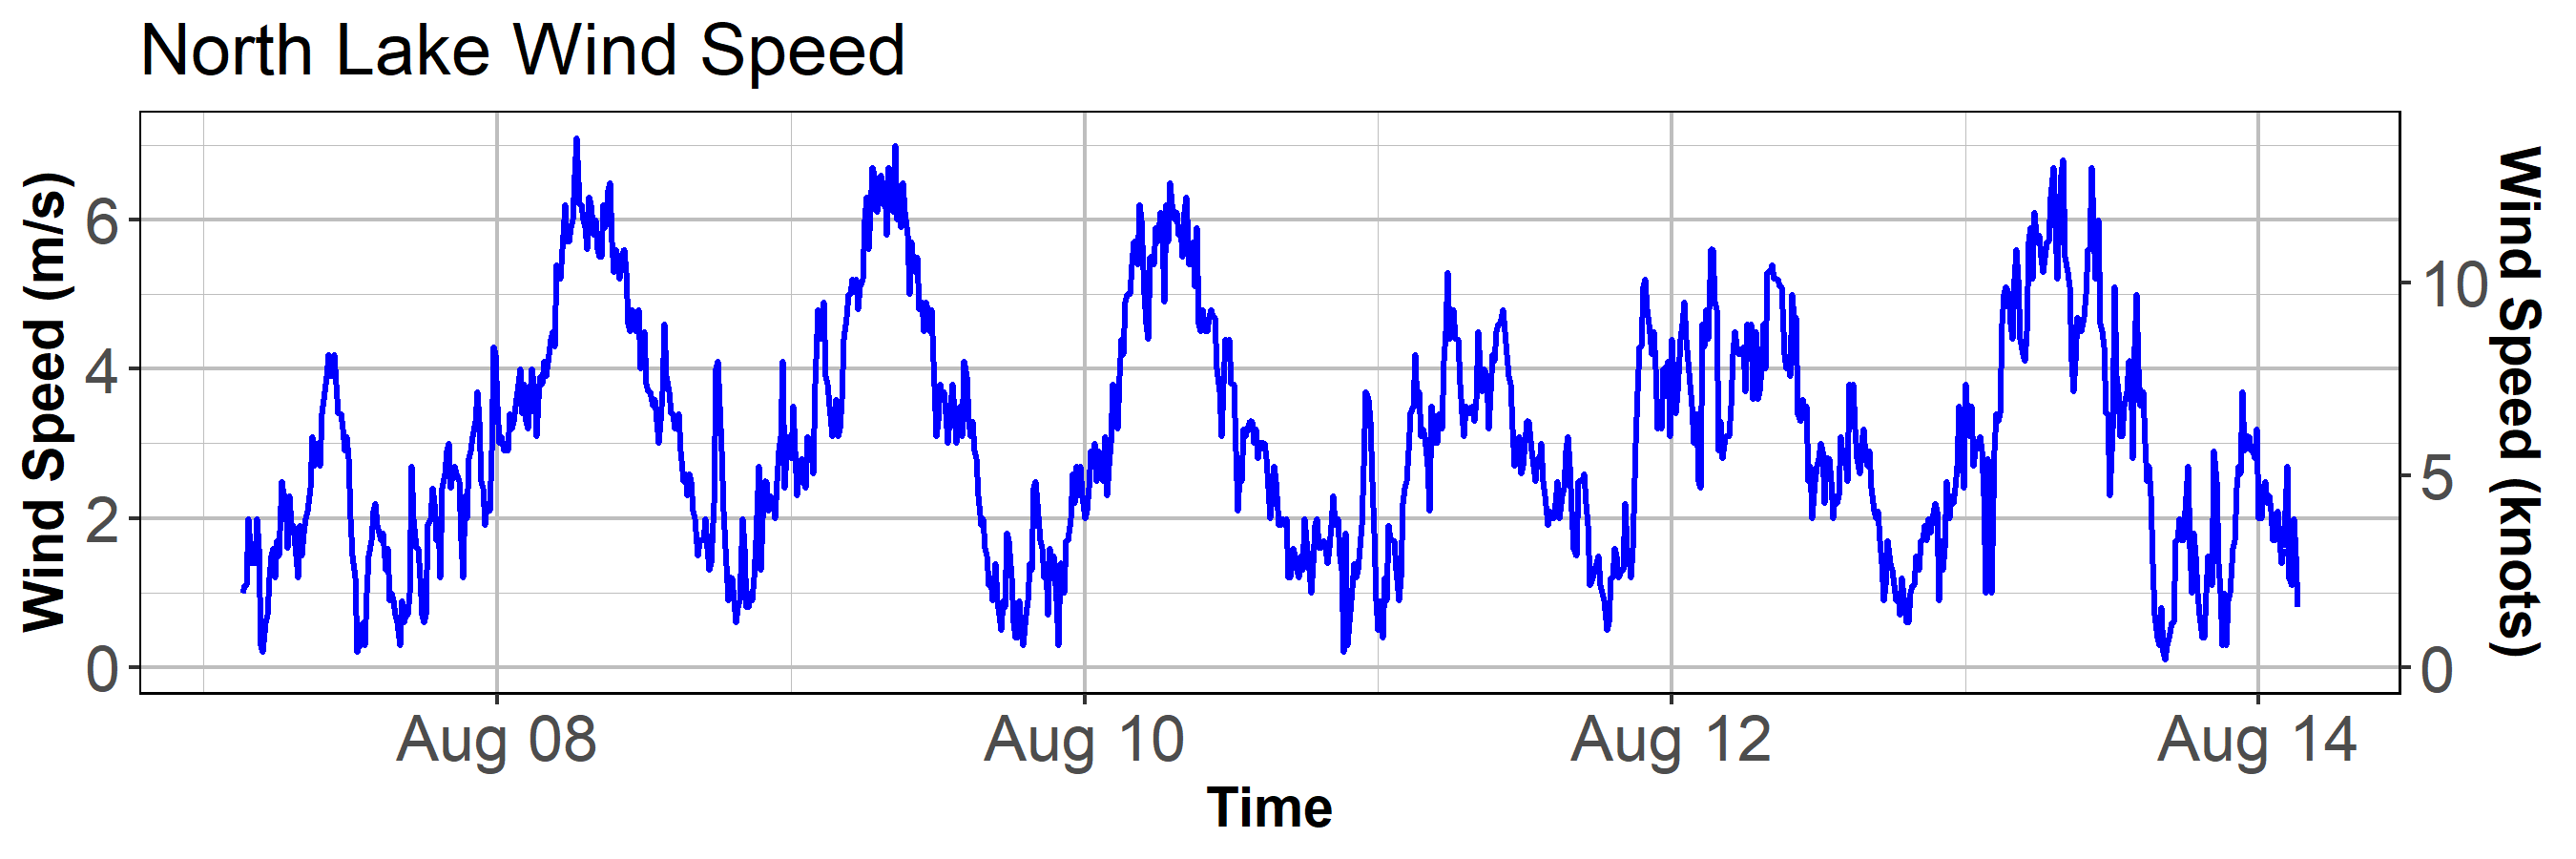 North Lake Wind Speed
Wind Speed (m/s)
6
4
2
0
Wind Speed (knots)
10
5
0
Aug 08
Aug 10
Aug 12
Aug 14
Time